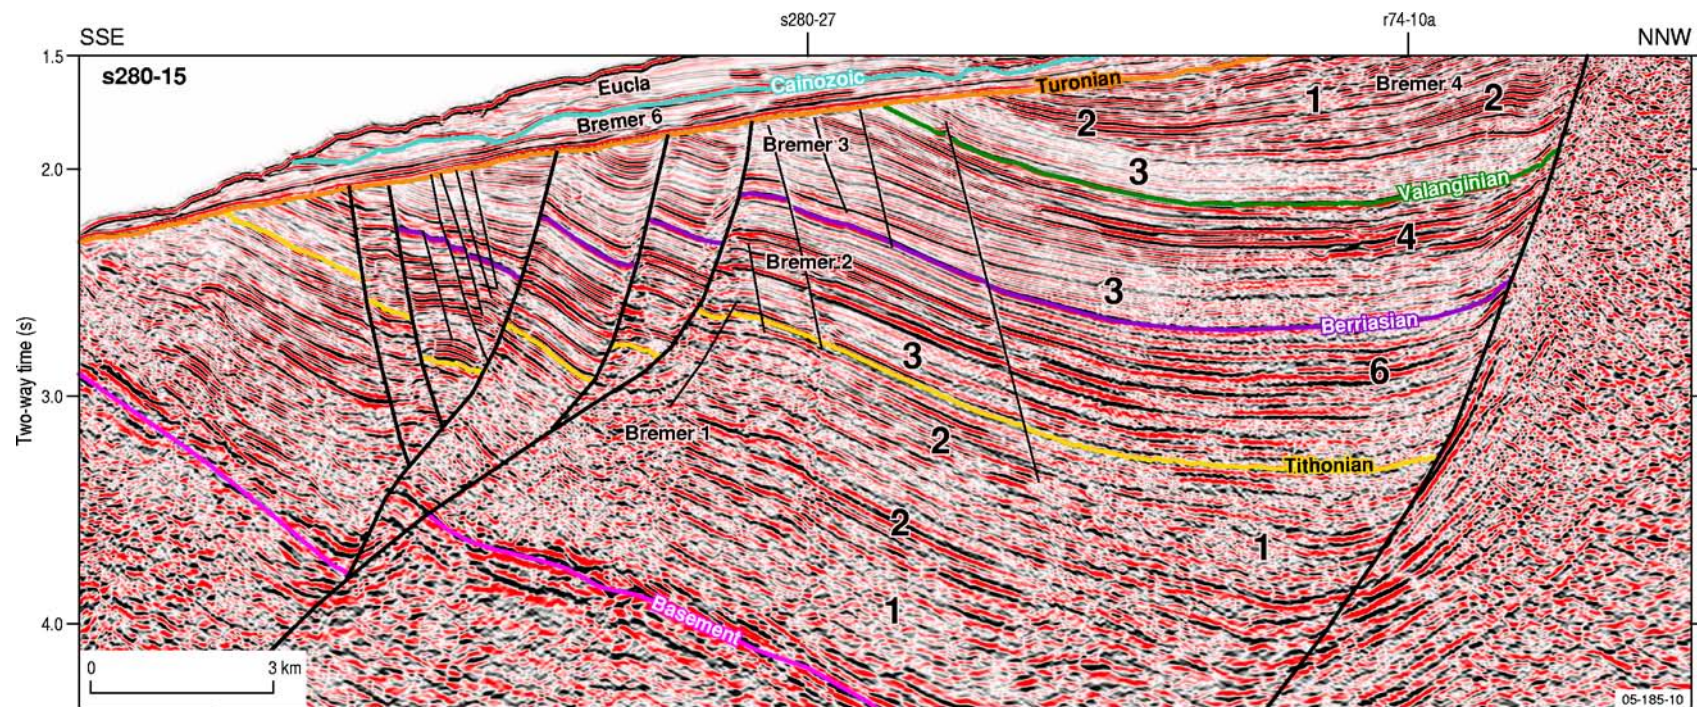 s280-27
r74-10a
SSE
NNW
1.5
s280-15
Eucla
Cainozoic
Turonian
1
Bremer 4
2
Bremer 6
2
Bremer 3
2.0
3
Valanginian
4
Bremer 2
3
Berriasian
Two-way time (s)
3
6
3.0
Bremer 1
2
Tithonian
2
1
1
4.0
Basement
0
3 km
05-185-10